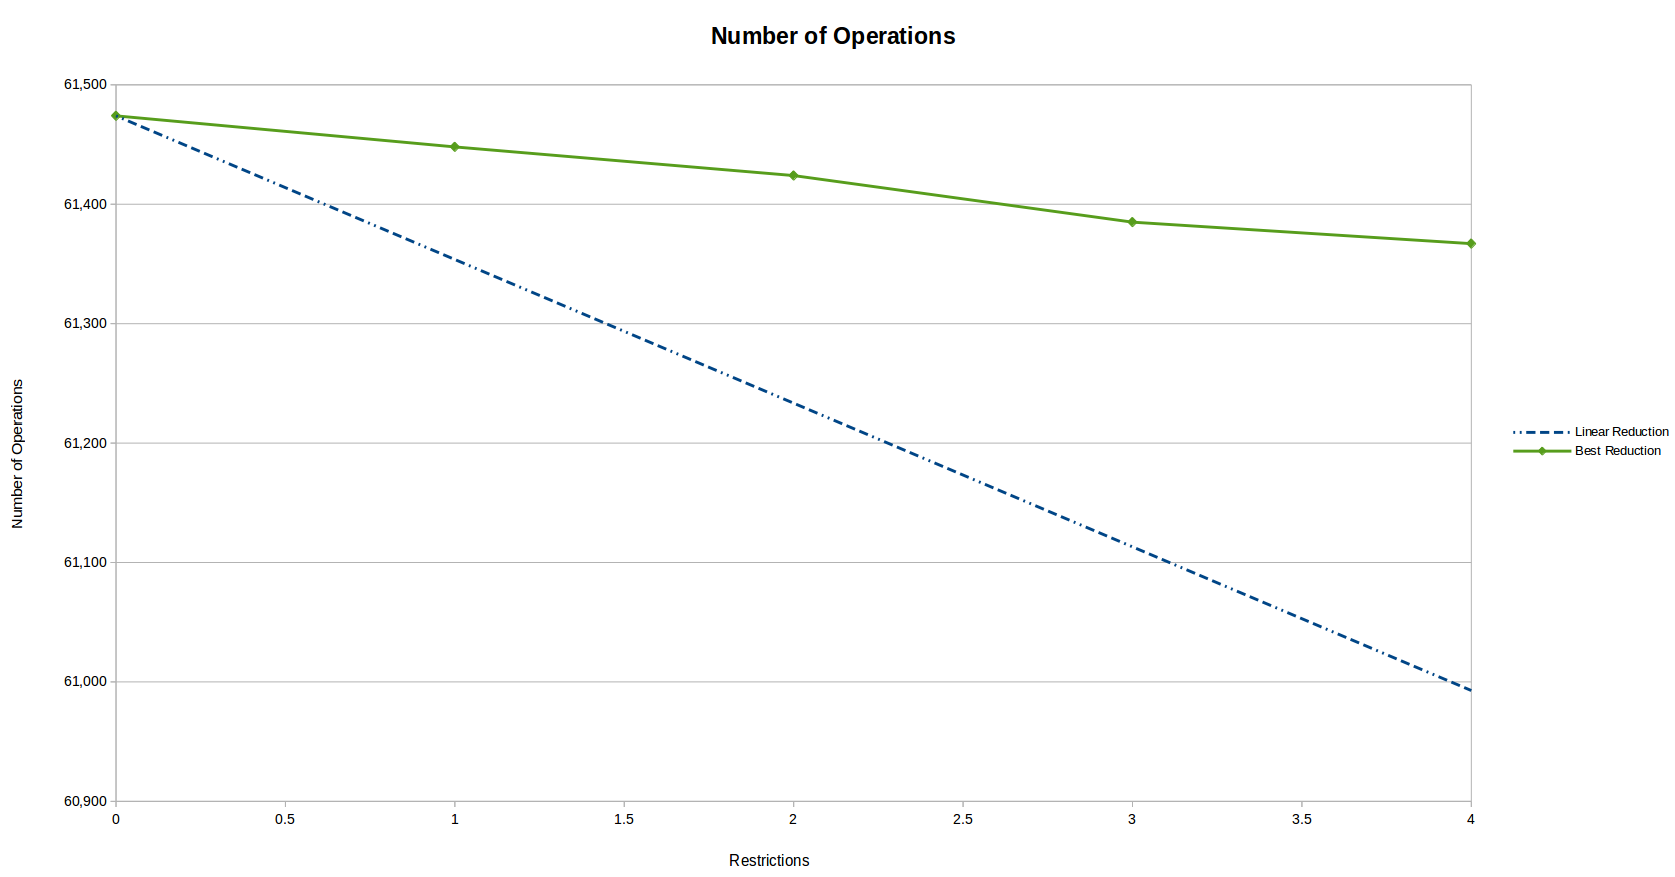 Number of Operations
61,500
61,400
61,300
61,200
61,100
61,000
60,900
Number of Operations
0 0.5 1 1.5 2 2.5 3 3.5 4
Restrictions
Linear Reduction
Best Reduction